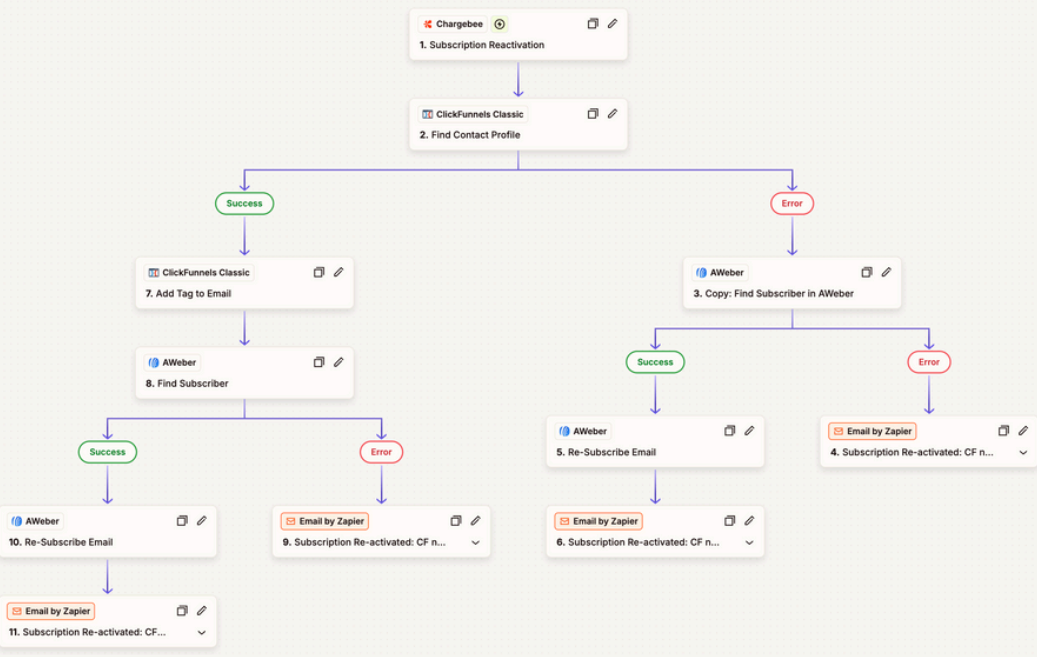 Chargebee
1. Subscription Reactivation
ClickFunnels Classic
2. Find Contact Profile
Success
Error
ClickFunnels Classic
7. Add Tag to Email
AWeber
3. Copy: Find Subscriber in AWeber
AWeber
8. Find Subscriber
Success
Error
AWeber
5. Re-Subscribe Email
Email by Zapier
4. Subscription Re-activated: CF n...
Success
Error
AWeber
10. Re-Subscribe Email
Email by Zapier
9. Subscription Re-activated: CF n...
Email by Zapier
6. Subscription Re-activated: CF n...
Email by Zapier
11. Subscription Re-activated: CF...